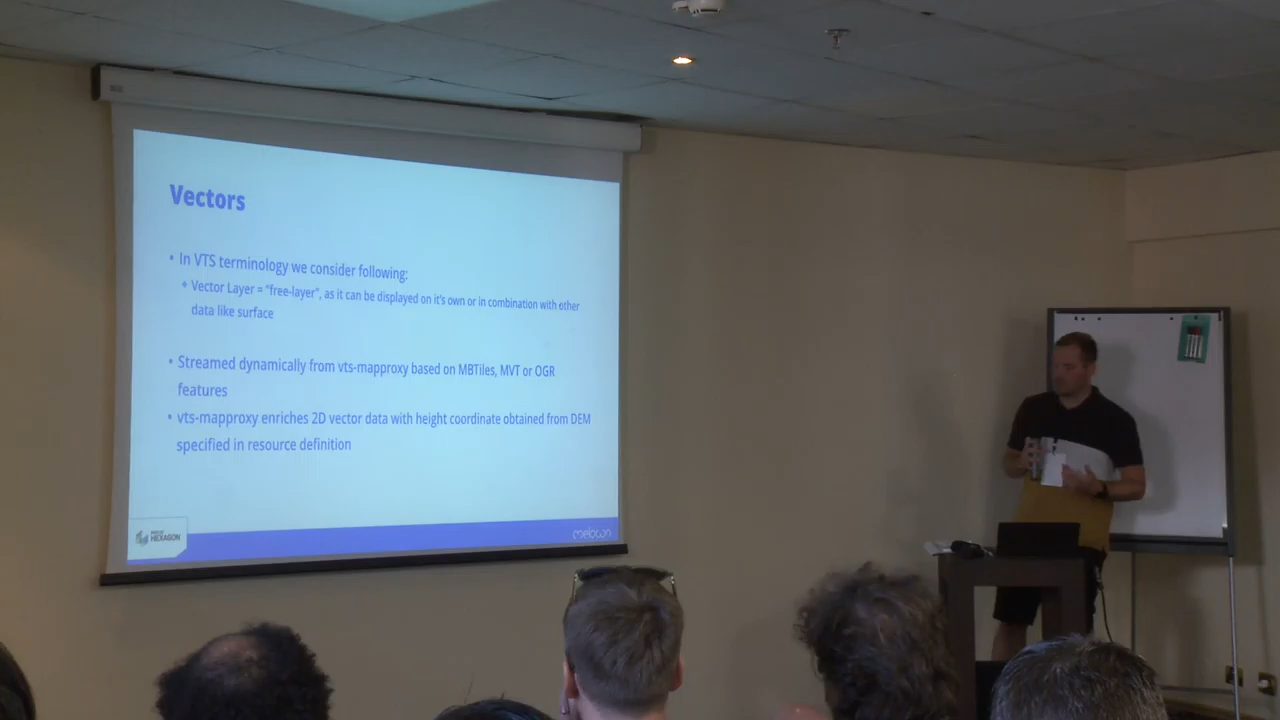 Vectors
• In VTS terminology we consider following:
Vector Layer = "free-layer", as it can be displayed on it's own or in combination with other
data like surface
• Streamed dynamically from vts-mapproxy based on MBTiles, MVT or OGR
features
• vts-mapproxy enriches 2D vector data with height coordinate obtained from DEM
specified in resource definition
HEXAGON
melown